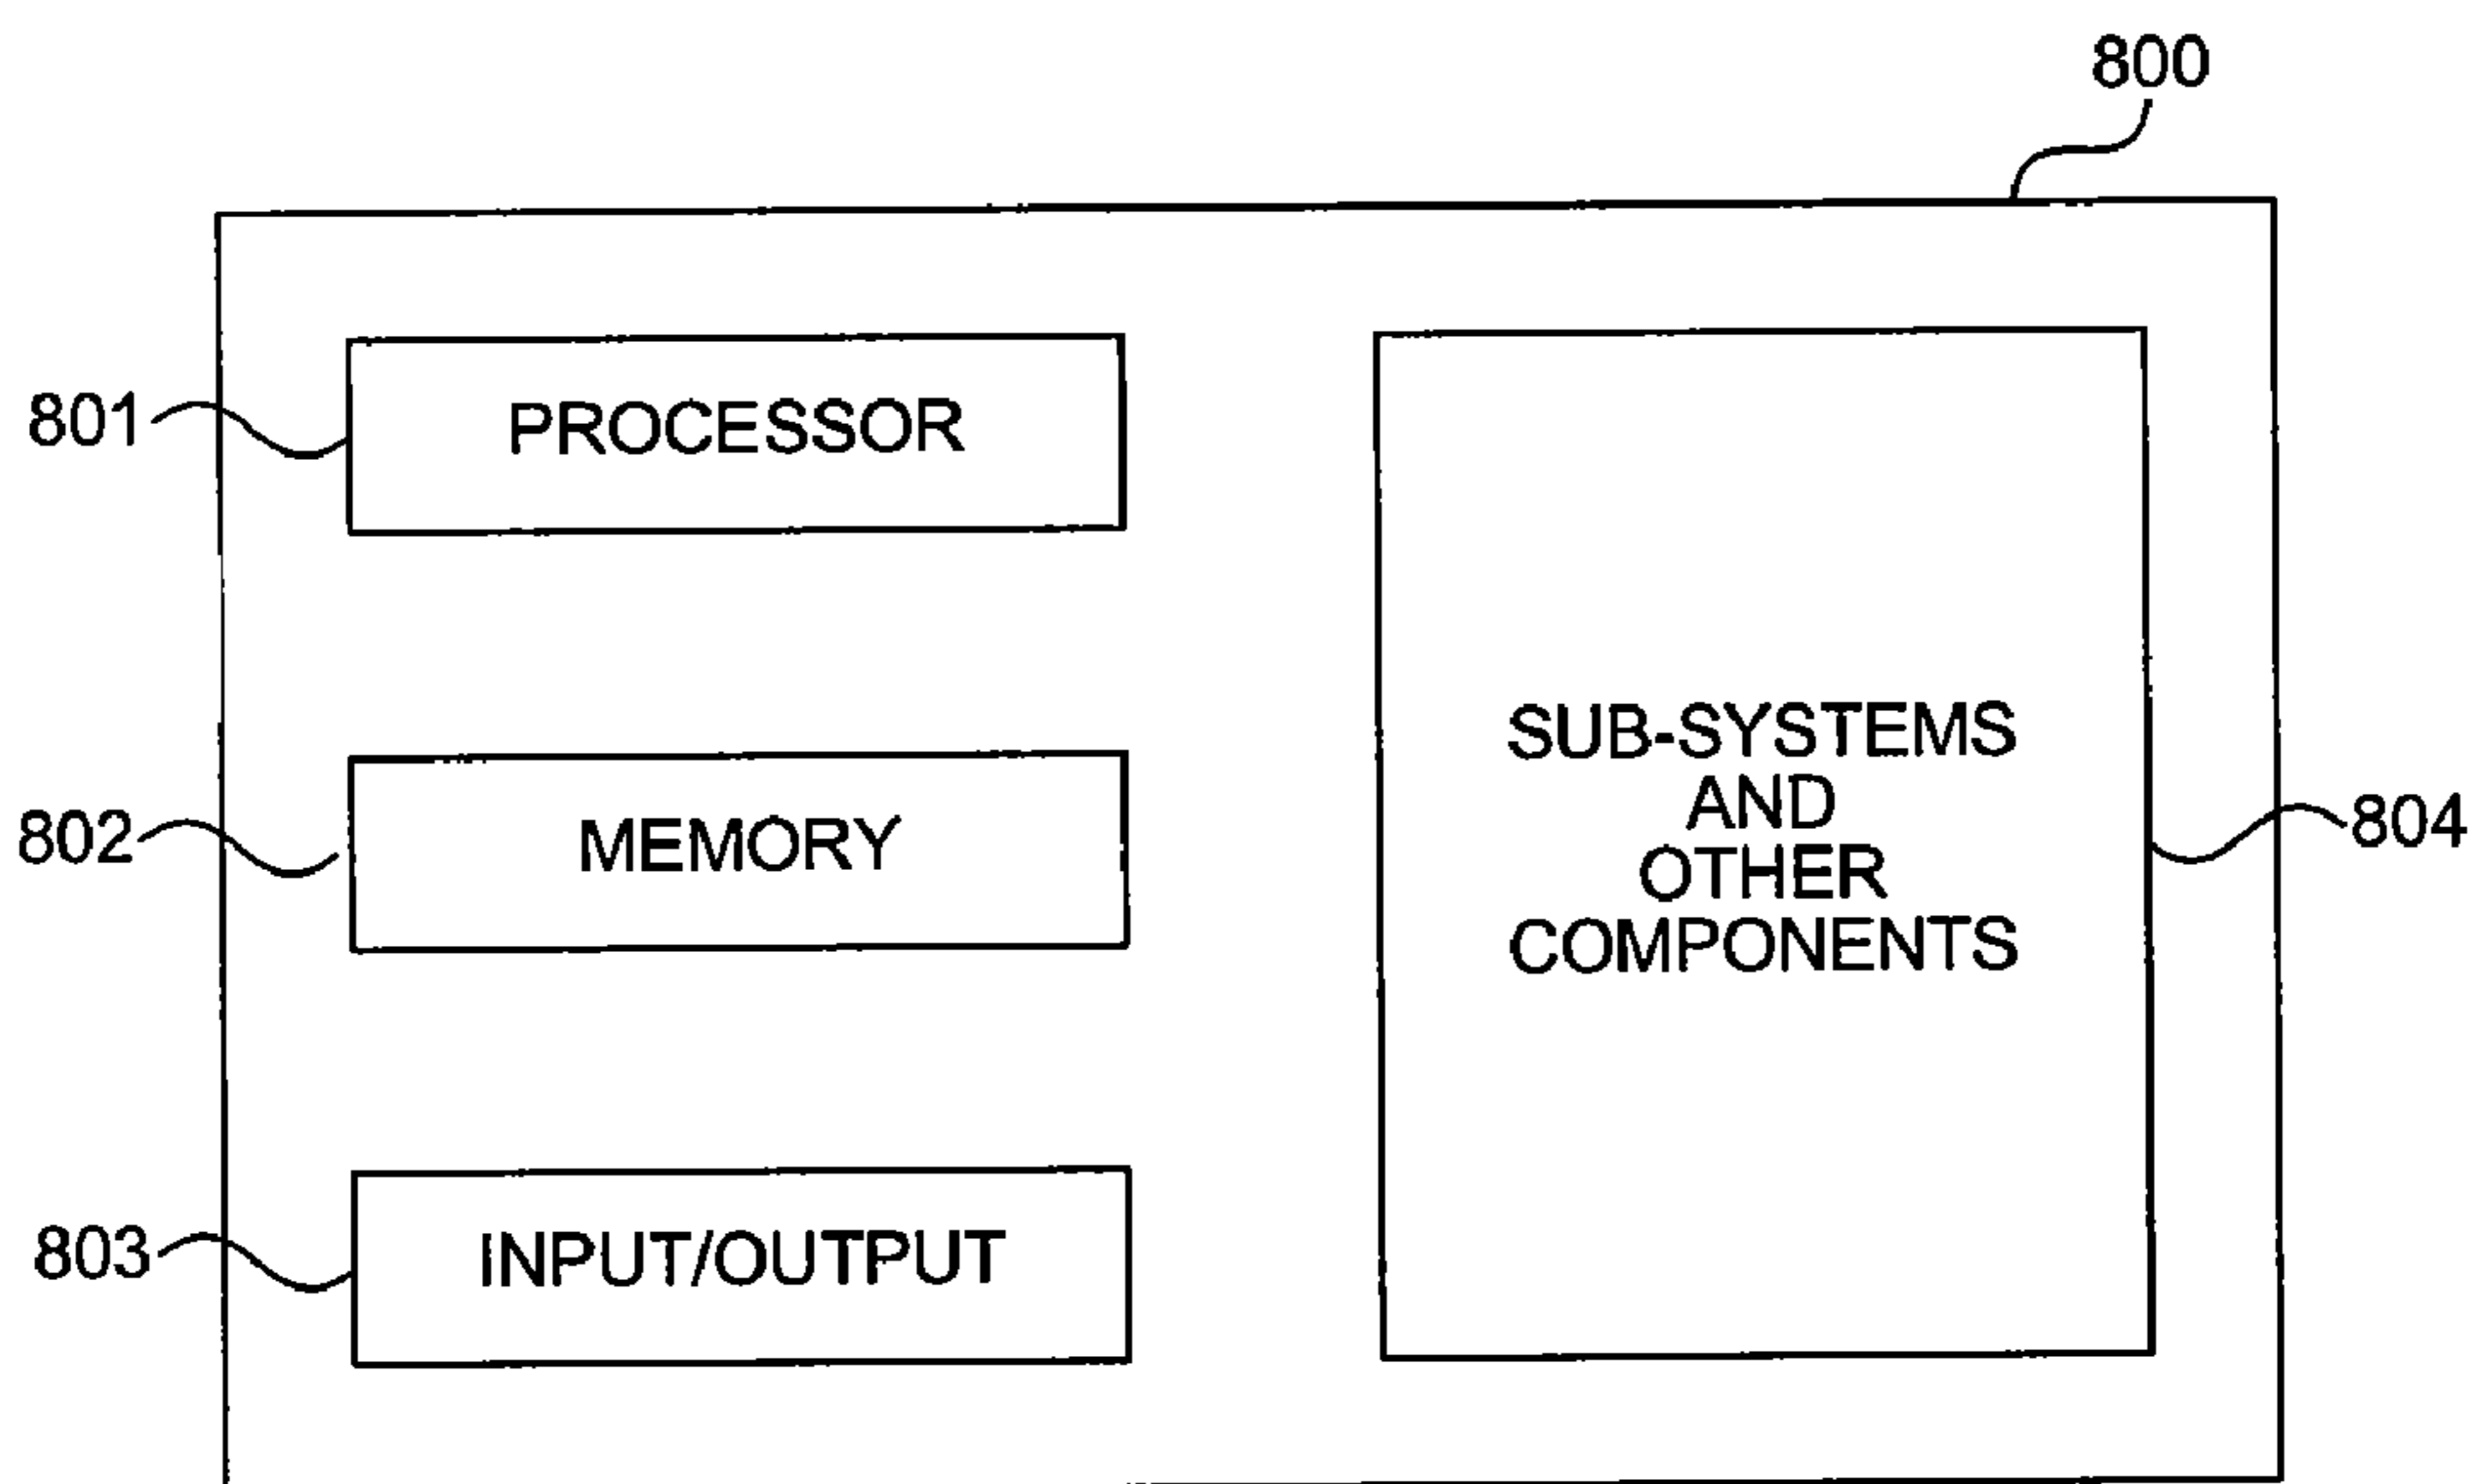 800
801
PROCESSOR
802
MEMORY
803
INPUT/OUTPUT
SUB-SYSTEMS
AND
OTHER
COMPONENTS
804